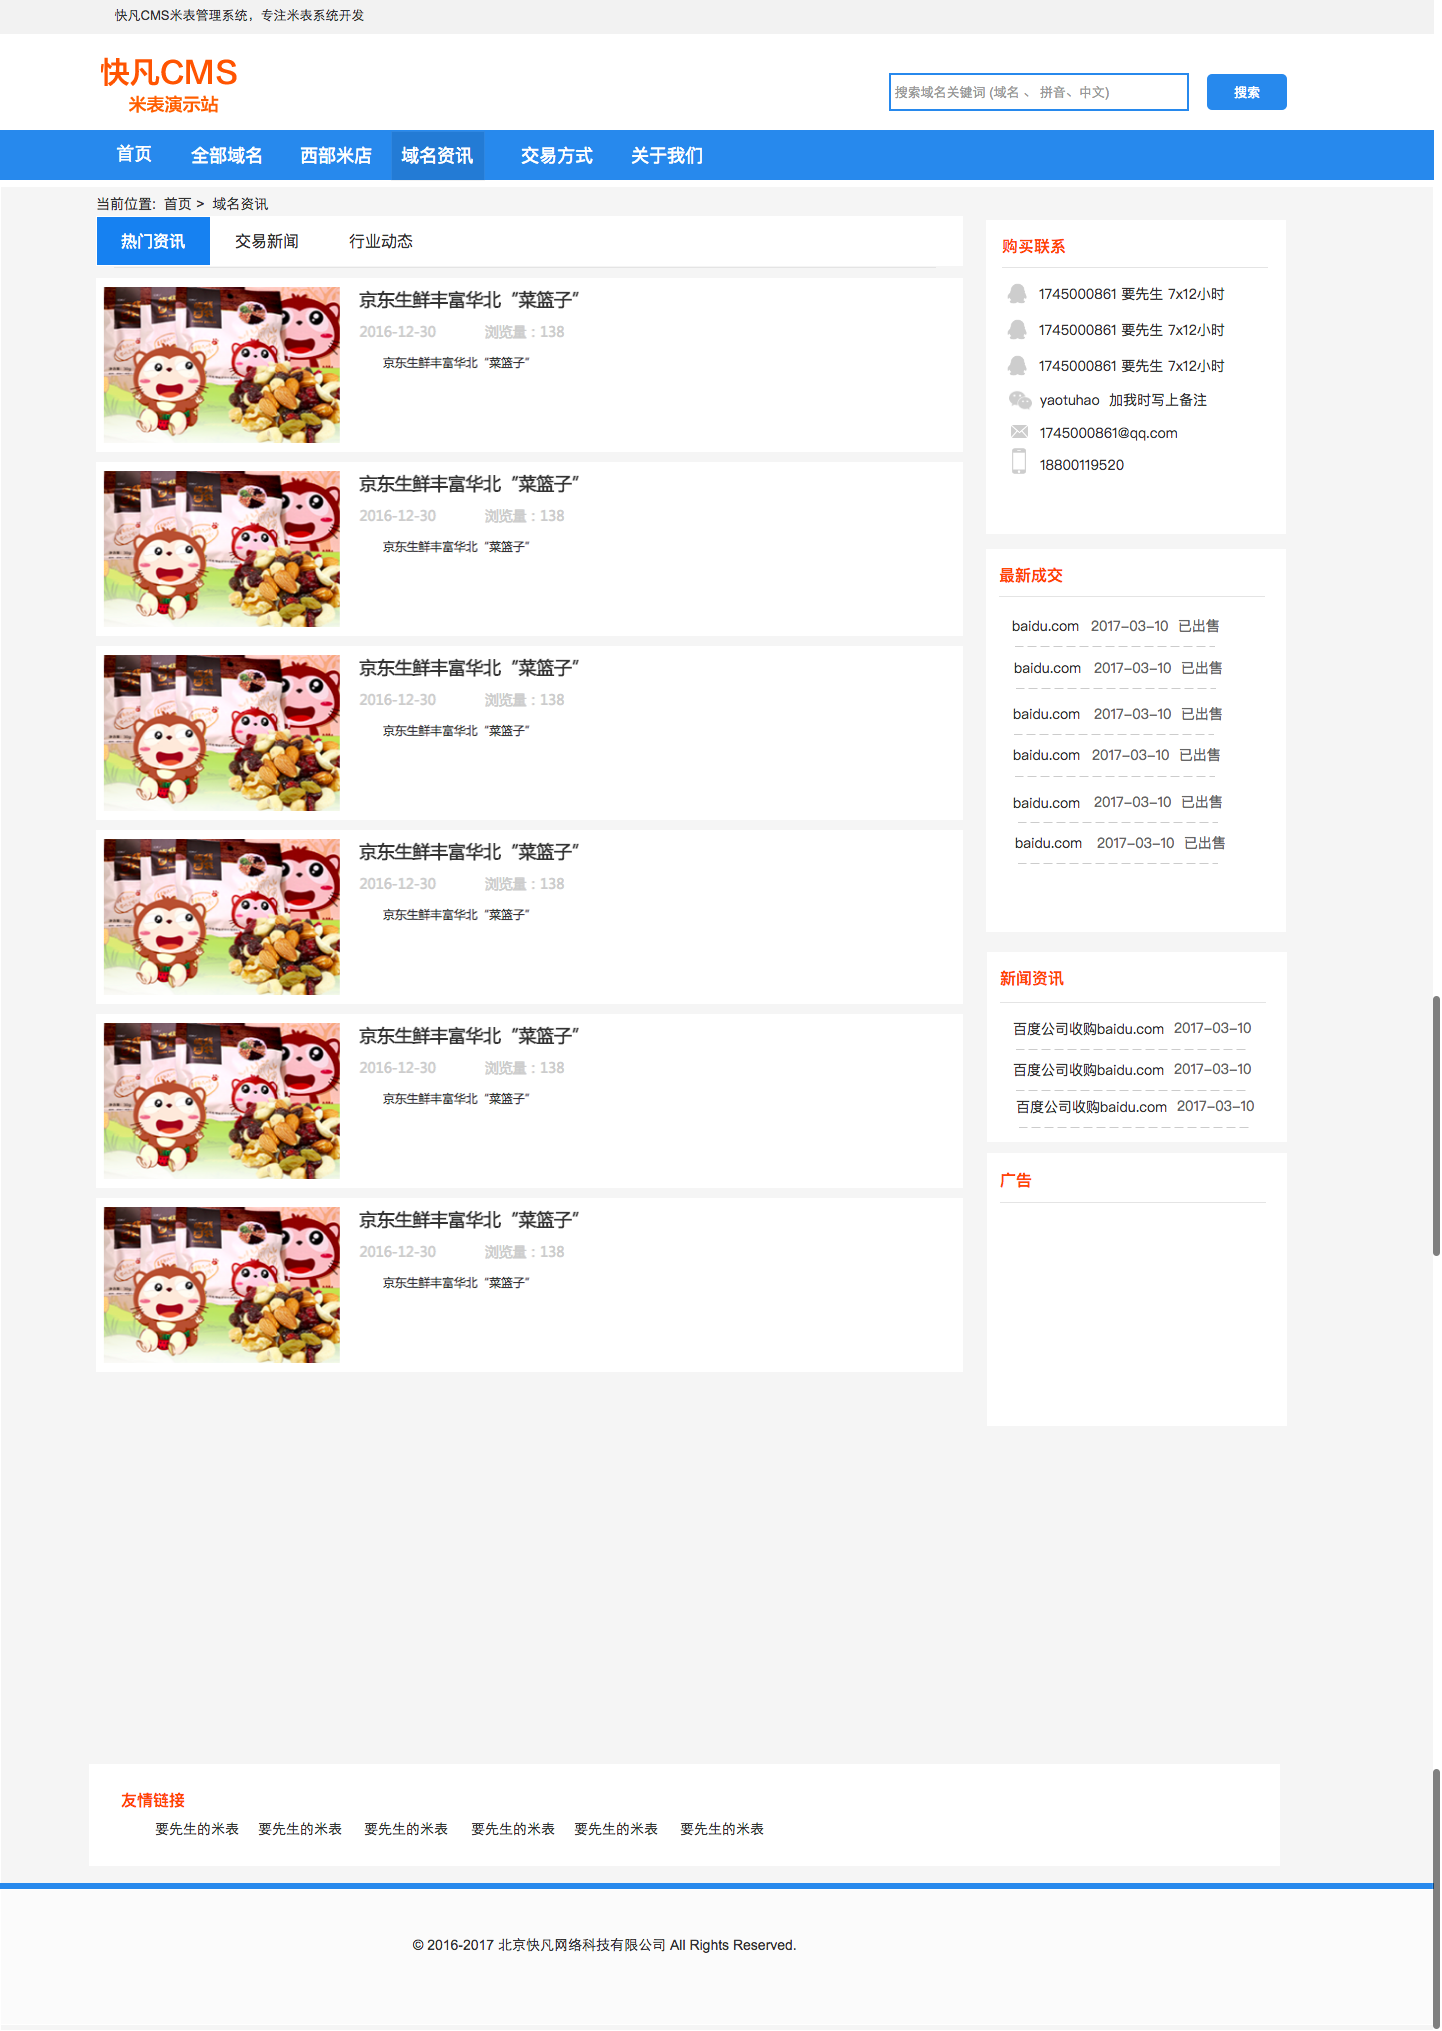 快凡CMS米表管理系统，专注米表系统开发
快凡CMS
米表演示站
搜索域名关键词 (域名 、 拼音、中文)
搜索
首页 全部域名 西部米店 域名资讯 交易方式 关于我们
当前位置: 首页 > 域名资讯
热门资讯 交易新闻 行业动态
京东生鲜丰富华北“菜篮子”
2016-12-30 浏览量：138
京东生鲜丰富华北“菜篮子”
京东生鲜丰富华北“菜篮子”
2016-12-30 浏览量：138
京东生鲜丰富华北“菜篮子”
京东生鲜丰富华北“菜篮子”
2016-12-30 浏览量：138
京东生鲜丰富华北“菜篮子”
京东生鲜丰富华北“菜篮子”
2016-12-30 浏览量：138
京东生鲜丰富华北“菜篮子”
京东生鲜丰富华北“菜篮子”
2016-12-30 浏览量：138
京东生鲜丰富华北“菜篮子”
京东生鲜丰富华北“菜篮子”
2016-12-30 浏览量：138
京东生鲜丰富华北“菜篮子”
购买联系
1745000861 要先生 7x12小时
1745000861 要先生 7x12小时
1745000861 要先生 7x12小时
yaotuhao 加我时写上备注
1745000861@qq.com
18800119520
最新成交
baidu.com 2017-03-10 已出售
baidu.com 2017-03-10 已出售
baidu.com 2017-03-10 已出售
baidu.com 2017-03-10 已出售
baidu.com 2017-03-10 已出售
baidu.com 2017-03-10 已出售
新闻资讯
百度公司收购baidu.com 2017-03-10
百度公司收购baidu.com 2017-03-10
百度公司收购baidu.com 2017-03-10
广告
友情链接
要先生的米表 要先生的米表 要先生的米表 要先生的米表 要先生的米表 要先生的米表
© 2016-2017 北京快凡网络科技有限公司 All Rights Reserved.